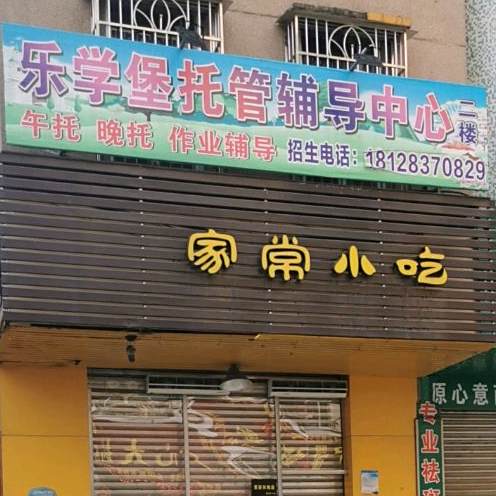 乐学堡托管辅导中心 二楼
午托 晚托 作业辅导 招生电话：18128370829
家常小吃
原心意
专业祛